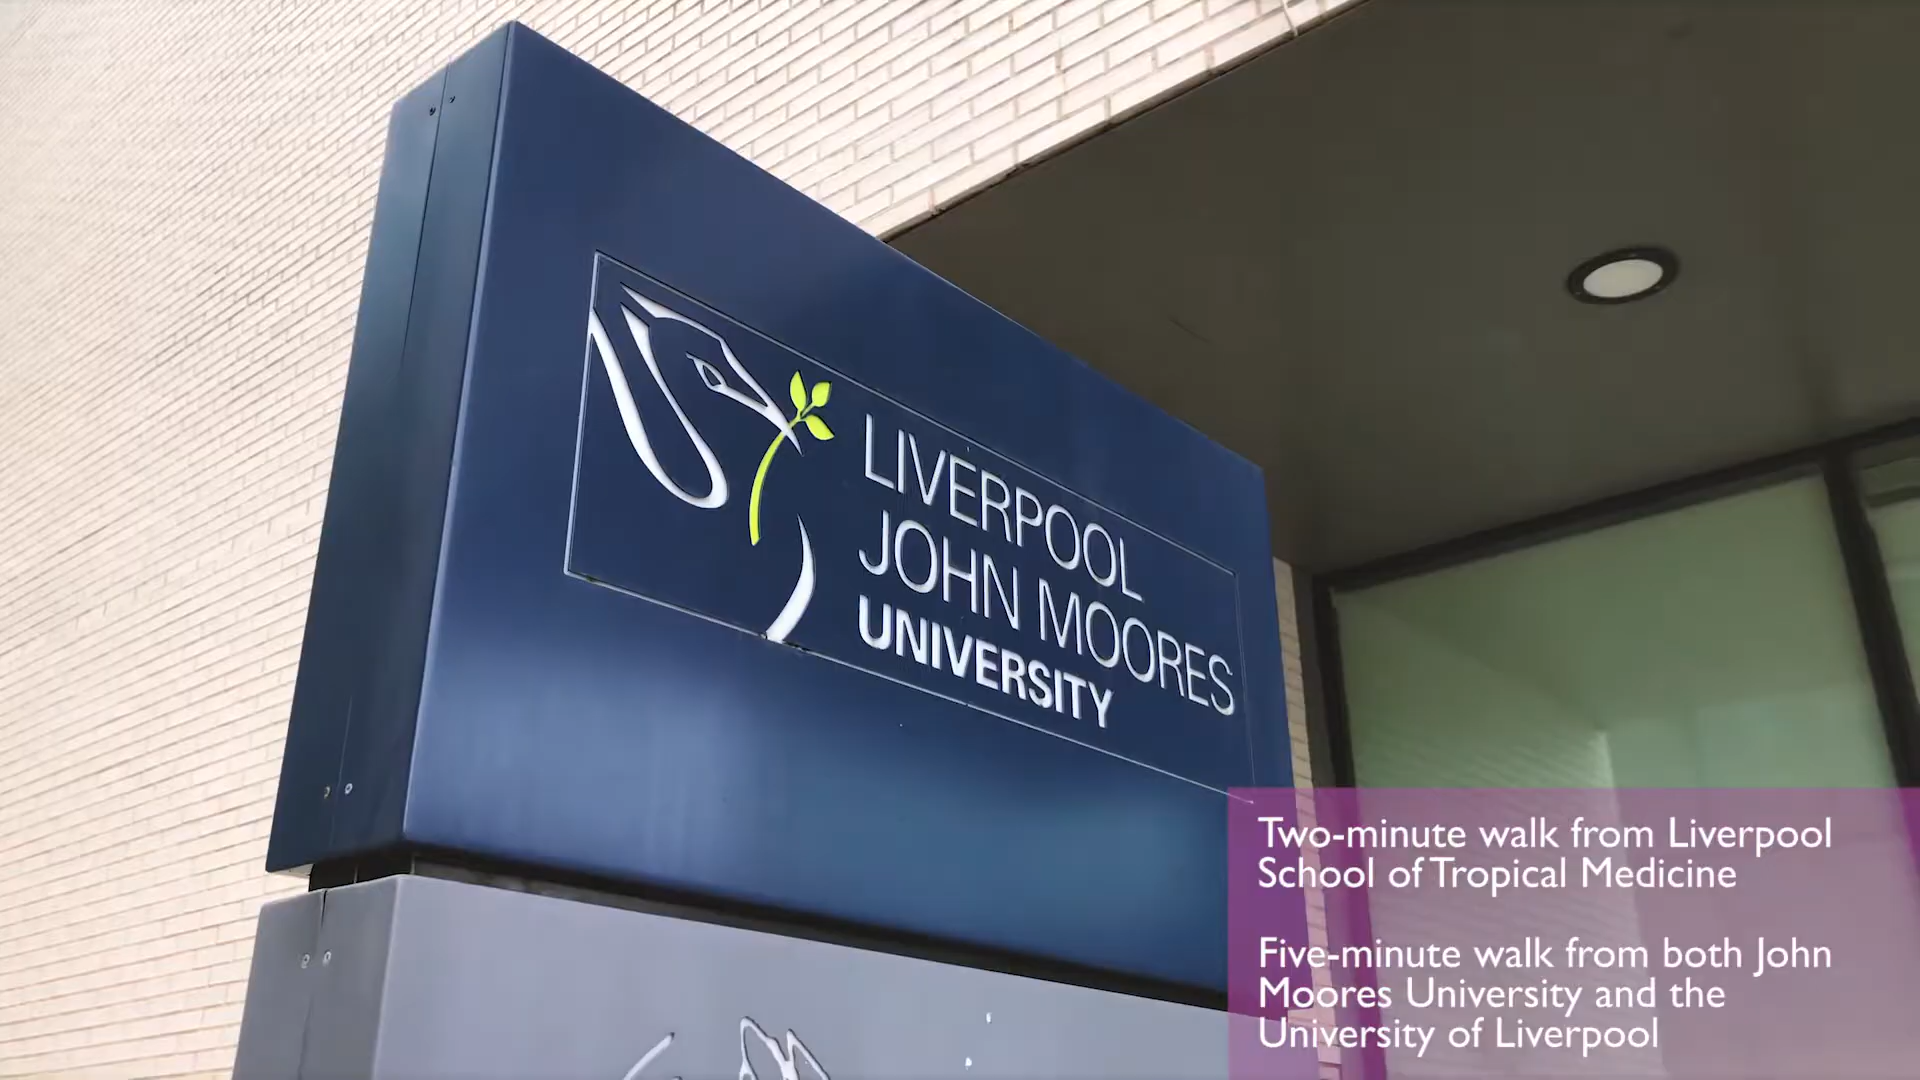 LIVERPOOL
JOHN MOORES
UNIVERSITY
Two-minute walk from Liverpool
School of Tropical Medicine
Five-minute walk from both John
Moores University and the
University of Liverpool